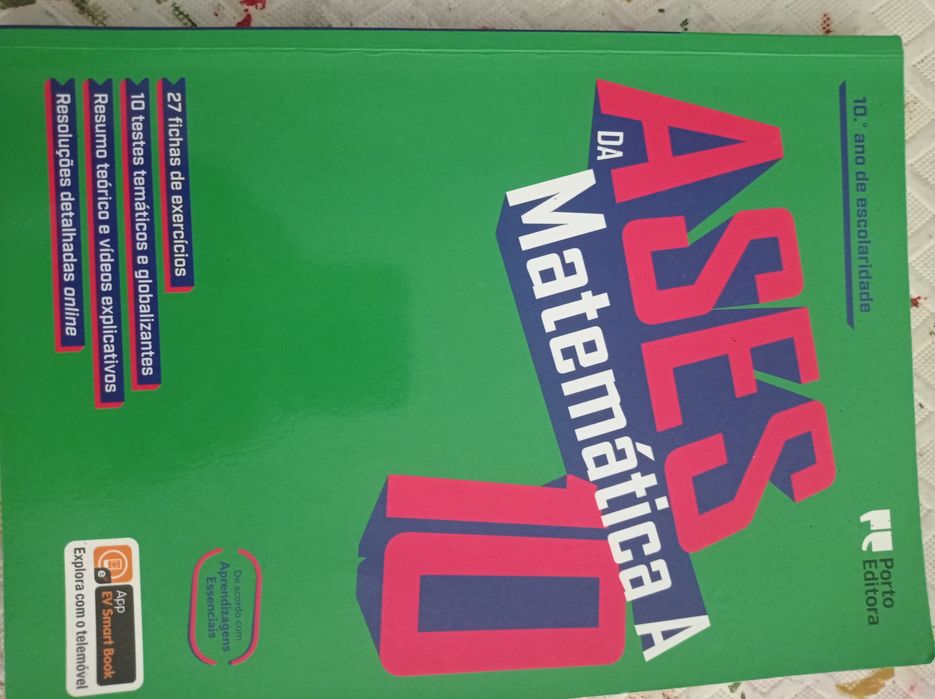 10.º ano de escolaridade
Porto
Editora
ASES
DA
Matemática A
10
27 fichas de exercícios
10 testes temáticos e globalizantes
Resumo teórico e vídeos explicativos
Resoluções detalhadas online
De acordo com
Aprendizagens
Essenciais
e
App
EV Smart Book
Explora com o telemóvel